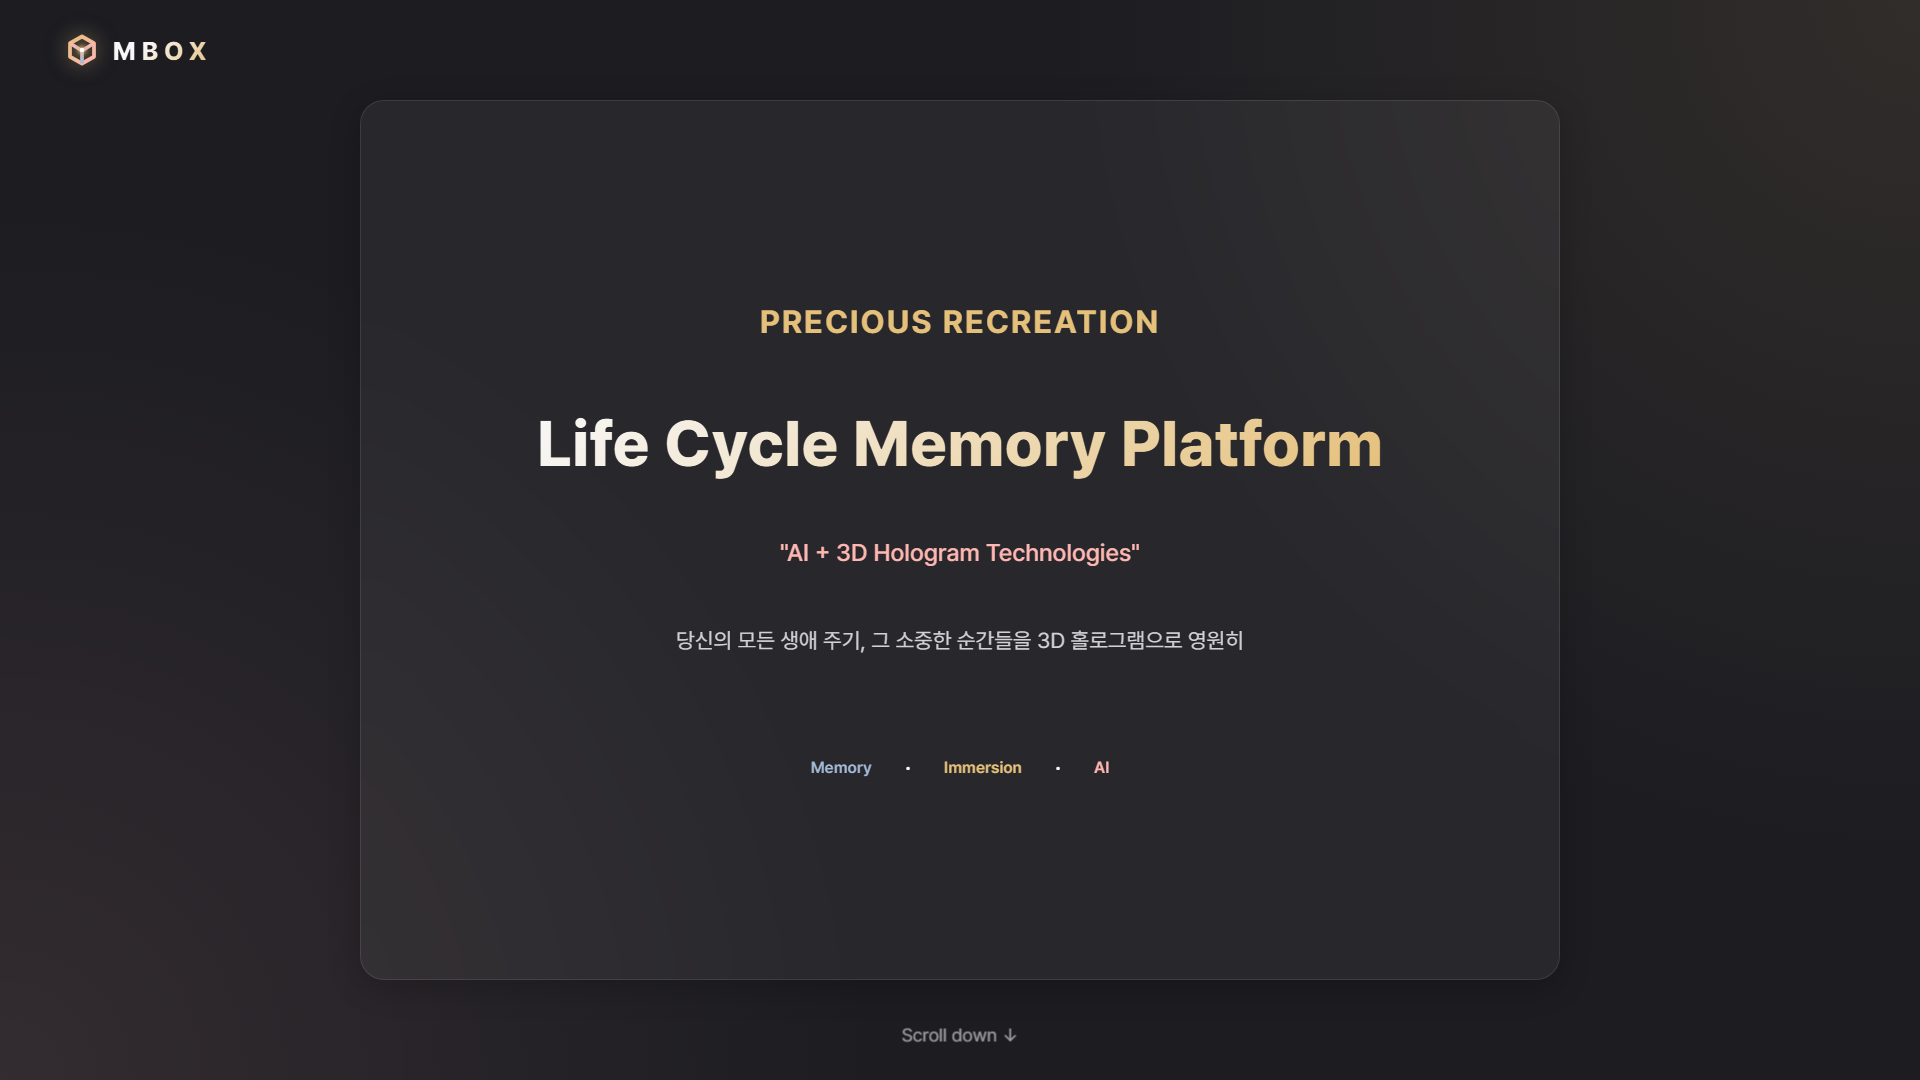 MBOX
PRECIOUS RECREATION
Life Cycle Memory Platform
"AI + 3D Hologram Technologies"
당신의 모든 생애 주기, 그 소중한 순간들을 3D 홀로그램으로 영원히
Memory • Immersion • AI
Scroll down ↓